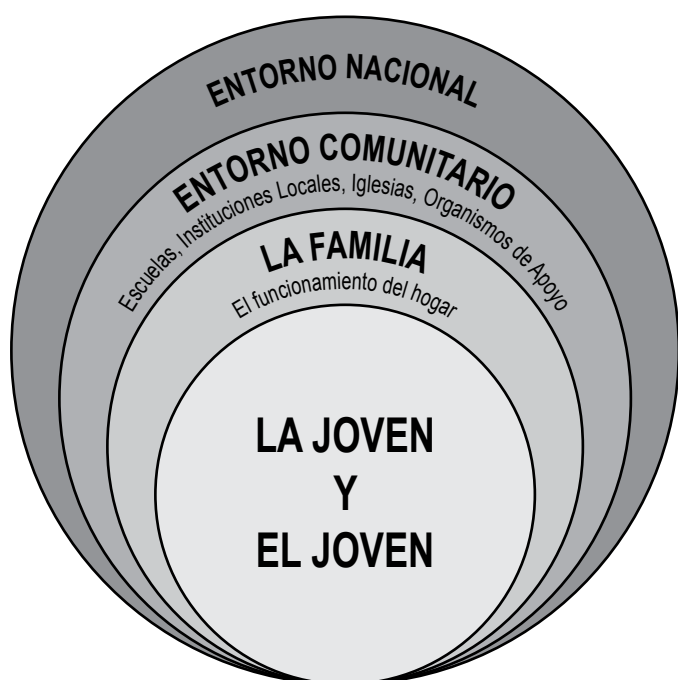 ENTORNO NACIONAL
ENTORNO COMUNITARIO
Escuelas, Instituciones Locales, Iglesias, Organismos de Apoyo
LA FAMILIA
El funcionamiento del hogar
LA JOVEN
Y
EL JOVEN